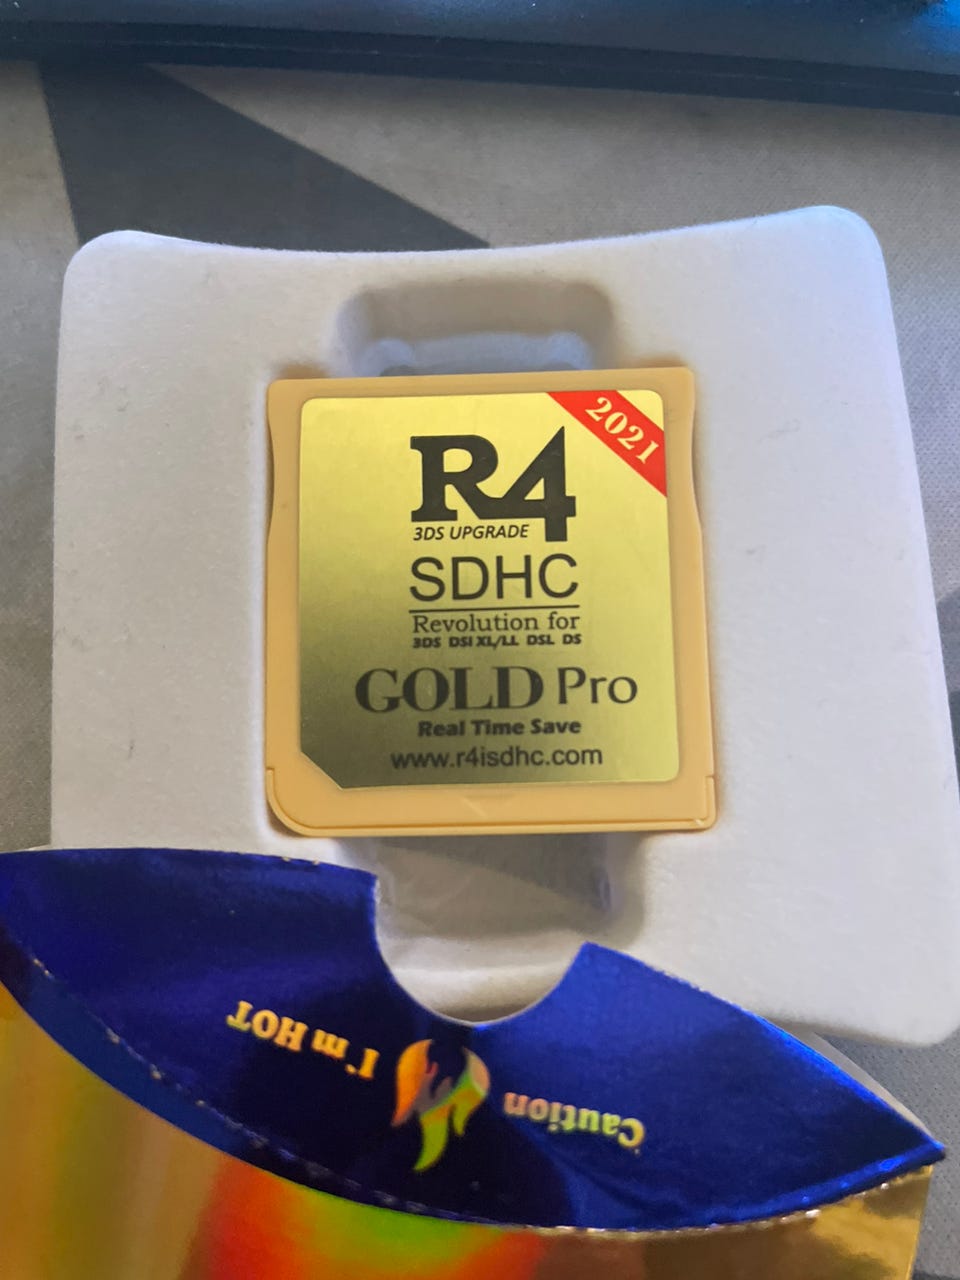 2021
R4
3DS UPGRADE
SDHC
Revolution for
3DS DSI XL/LL DSL DS
GOLD Pro
Real Time Save
www.r4isdhc.com
Caution I'm HOT